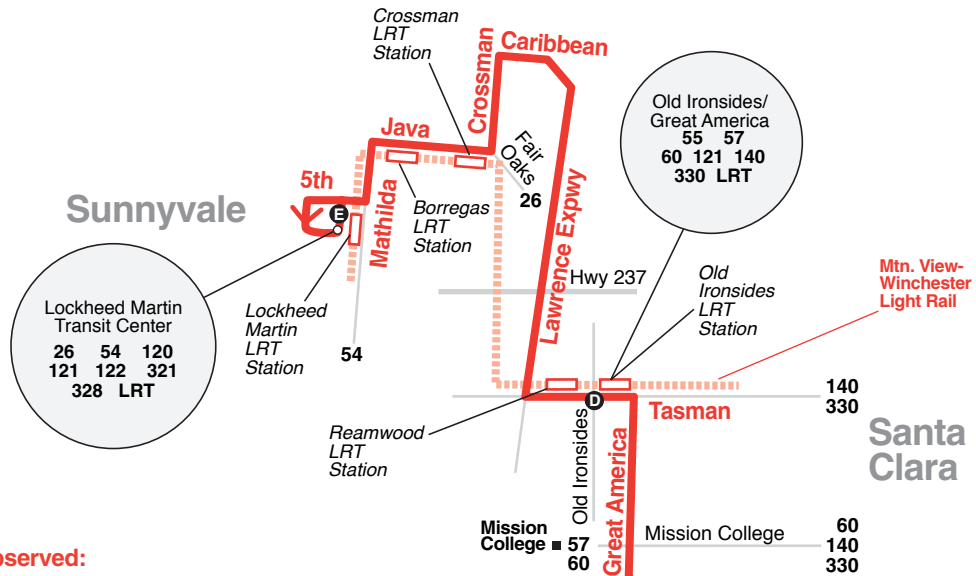 Crossman
LRT
Station
Caribbean
Crossman
Old Ironsides/
Great America
55 57
60 121 140
330 LRT
Java
Fair
Oaks
26
5th
Sunnyvale
E
Mathilda
Borregas
LRT
Station
Lawrence Expwy
Hwy 237
Old
Ironsides
LRT
Station
Mtn. View-
Winchester
Light Rail
Lockheed Martin
Transit Center
26 54 120
121 122 321
328 LRT
Lockheed
Martin
LRT
Station
54
D
Tasman
140
330
Reamwood
LRT
Station
Old Ironsides
Great America
Santa
Clara
Mission
College
57
60
Mission College
60
140
330
bserved: